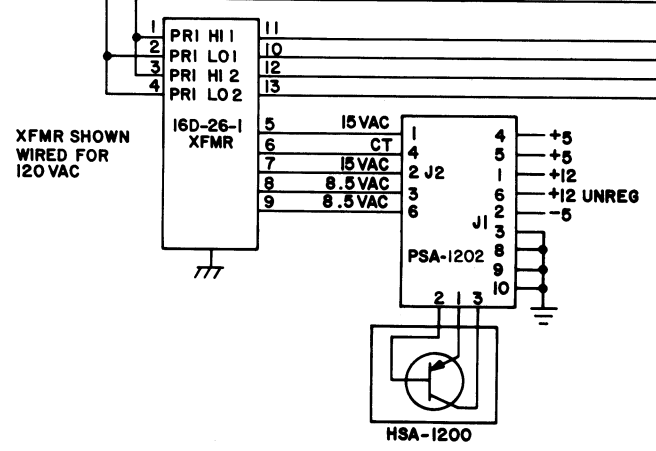 1 PRI HI 1 11
2 PRI LO 1 10
3 PRI HI 2 12
4 PRI LO 2 13
16D-26-1
XFMR
XFMR SHOWN
WIRED FOR
120 VAC
5 15 VAC 1
6 CT 4
7 15 VAC 2 J2
8 8.5 VAC 3
9 8.5 VAC 6
4 +5
5 +5
1 +12
6 +12 UNREG
2 -5
J1
3
8
PSA-1202
9
10
2 1 3
HSA-1200